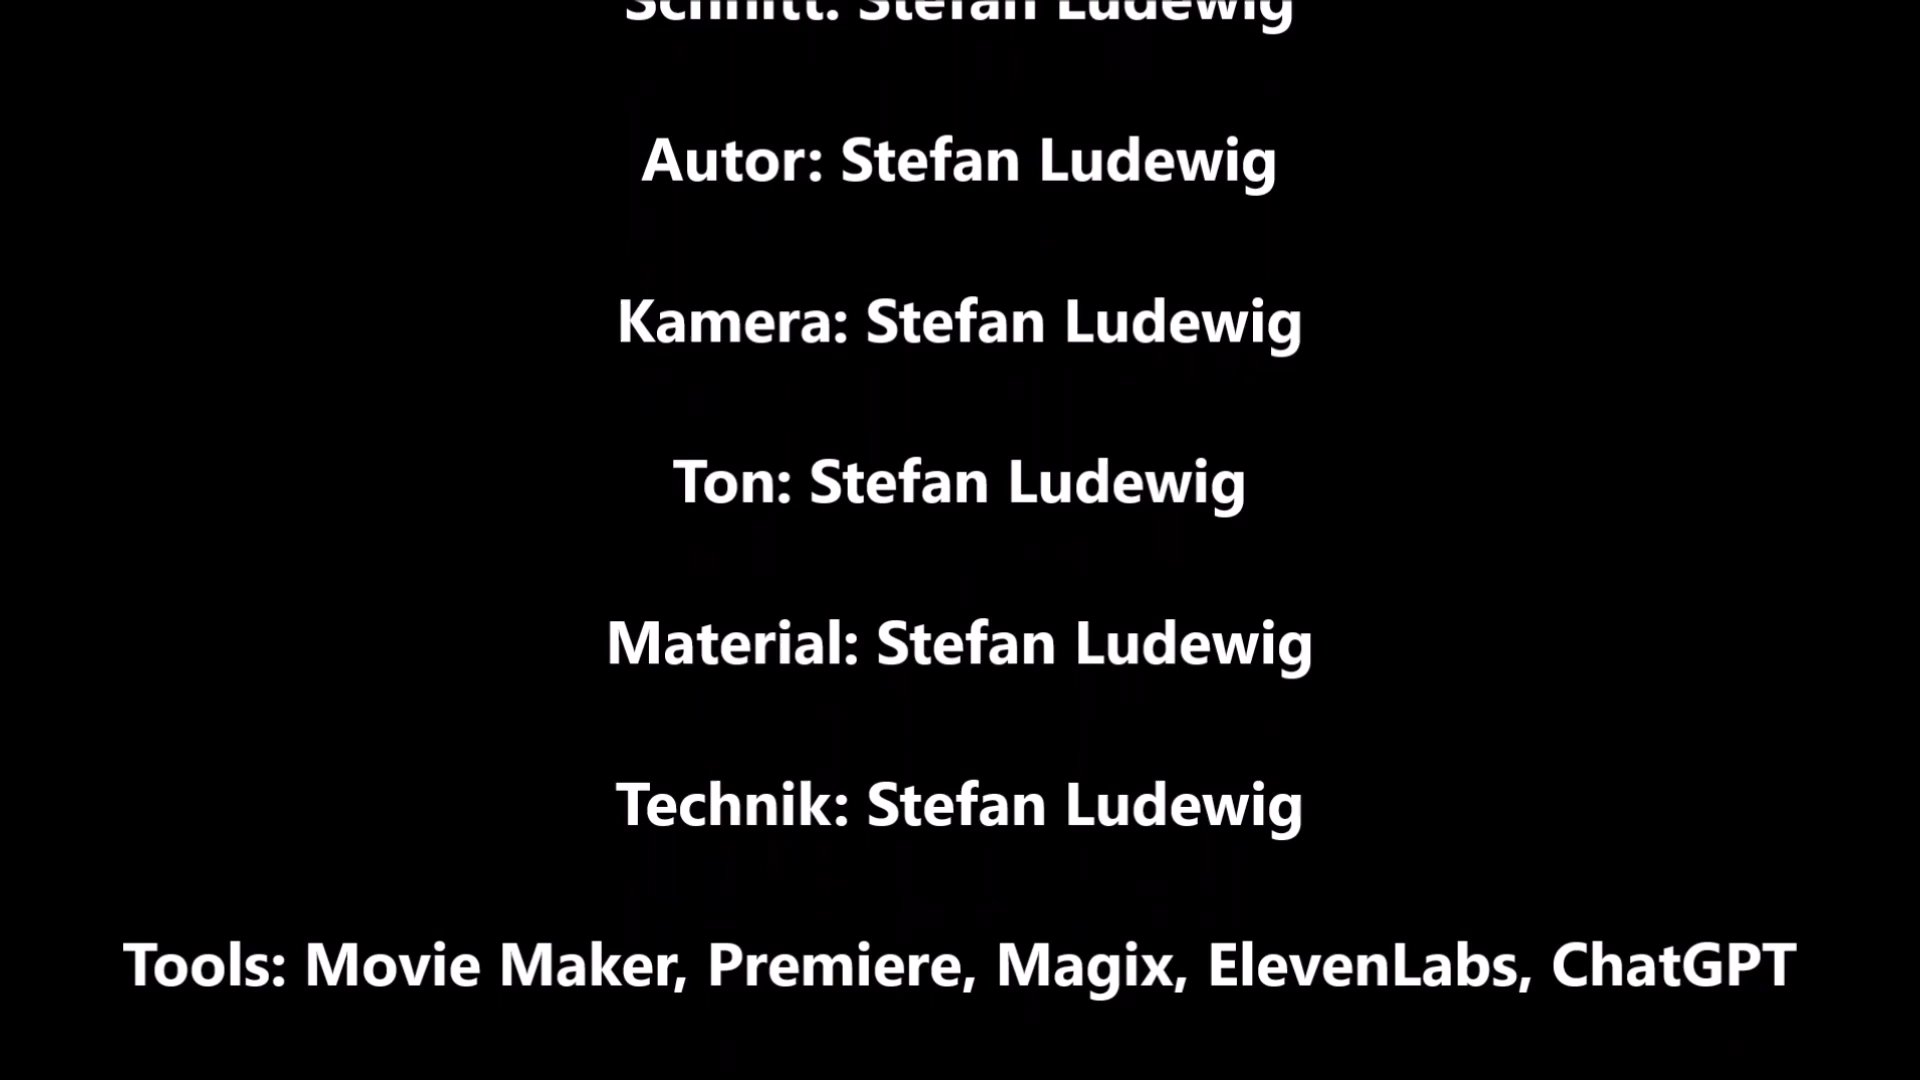 Schnitt: Stefan Ludewig
Autor: Stefan Ludewig
Kamera: Stefan Ludewig
Ton: Stefan Ludewig
Material: Stefan Ludewig
Technik: Stefan Ludewig
Tools: Movie Maker, Premiere, Magix, ElevenLabs, ChatGPT